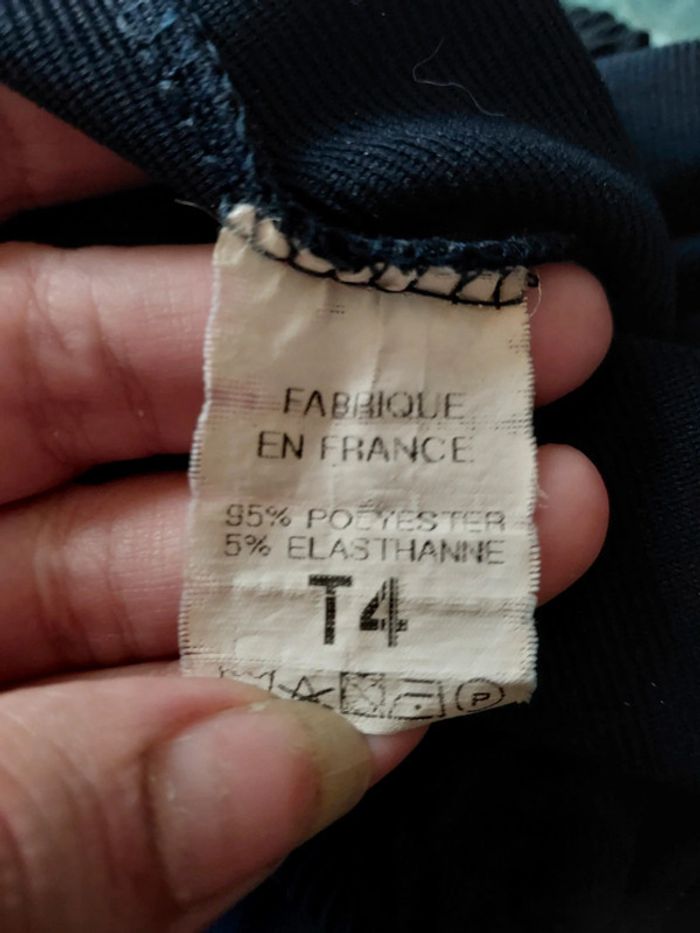 FABRIQUE
EN FRANCE
95% POLYESTER
5% ELASTHANNE
T4
P